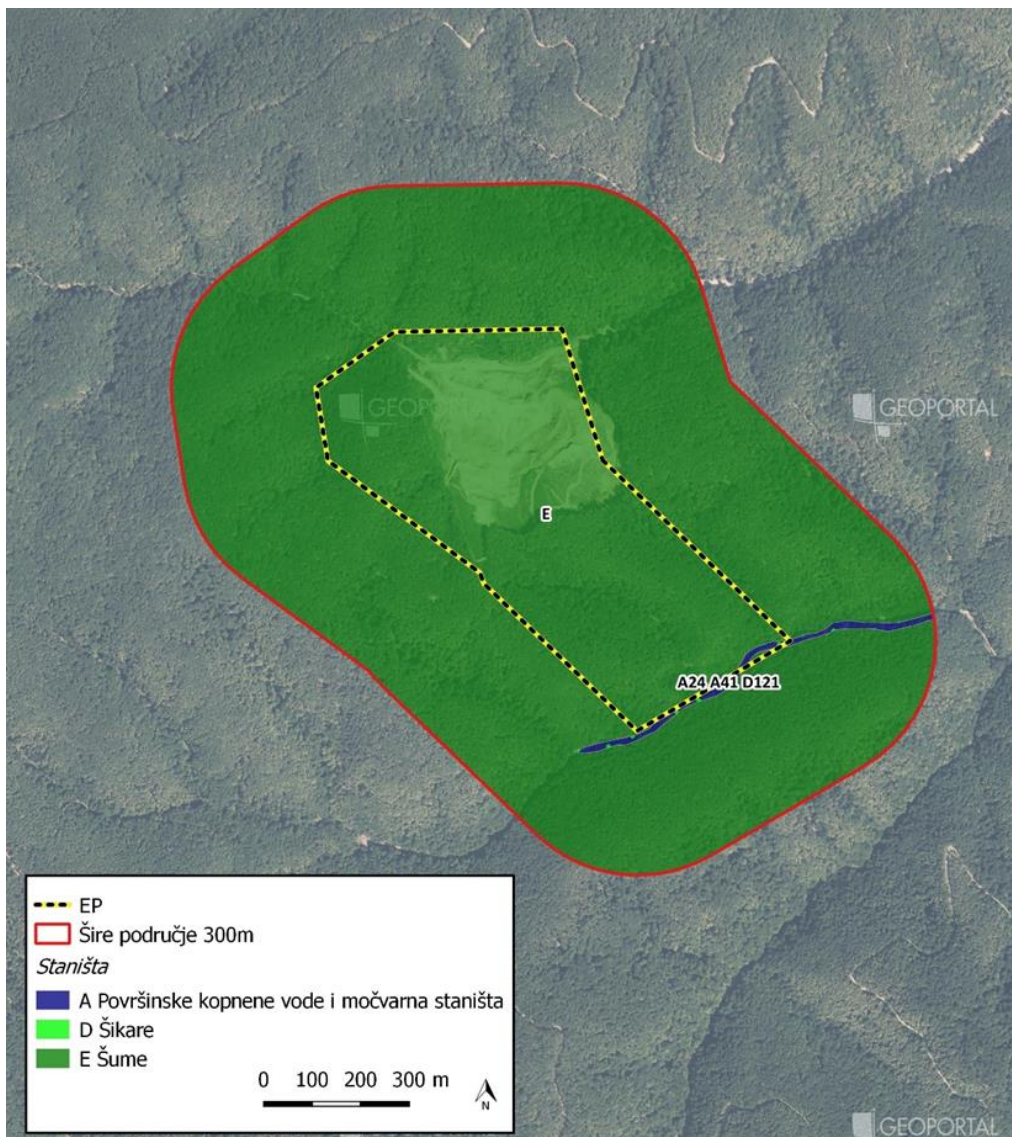 GEOPORTAL
GEOPORTAL
E
A24 A41 D121
EP
Šire područje 300m
Staništa
A Površinske kopnene vode i močvarna staništa
D Šikare
E Šume
0 100 200 300 m
N
GEOPORTAL